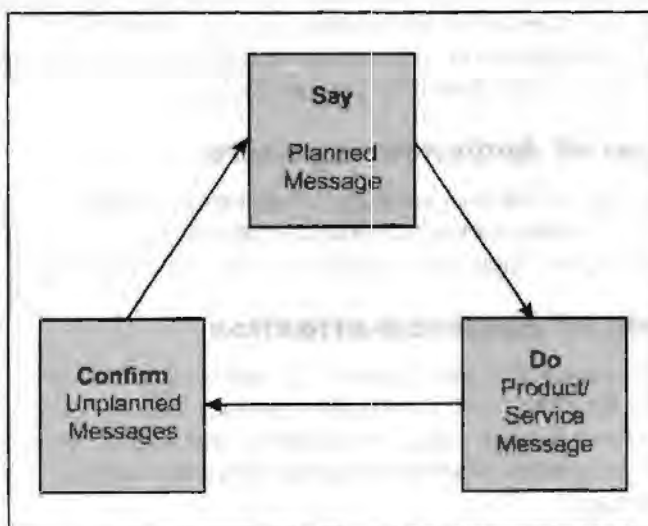 Say
Planned
Message
Confirm
Unplanned
Messages
Do
Product/
Service
Message